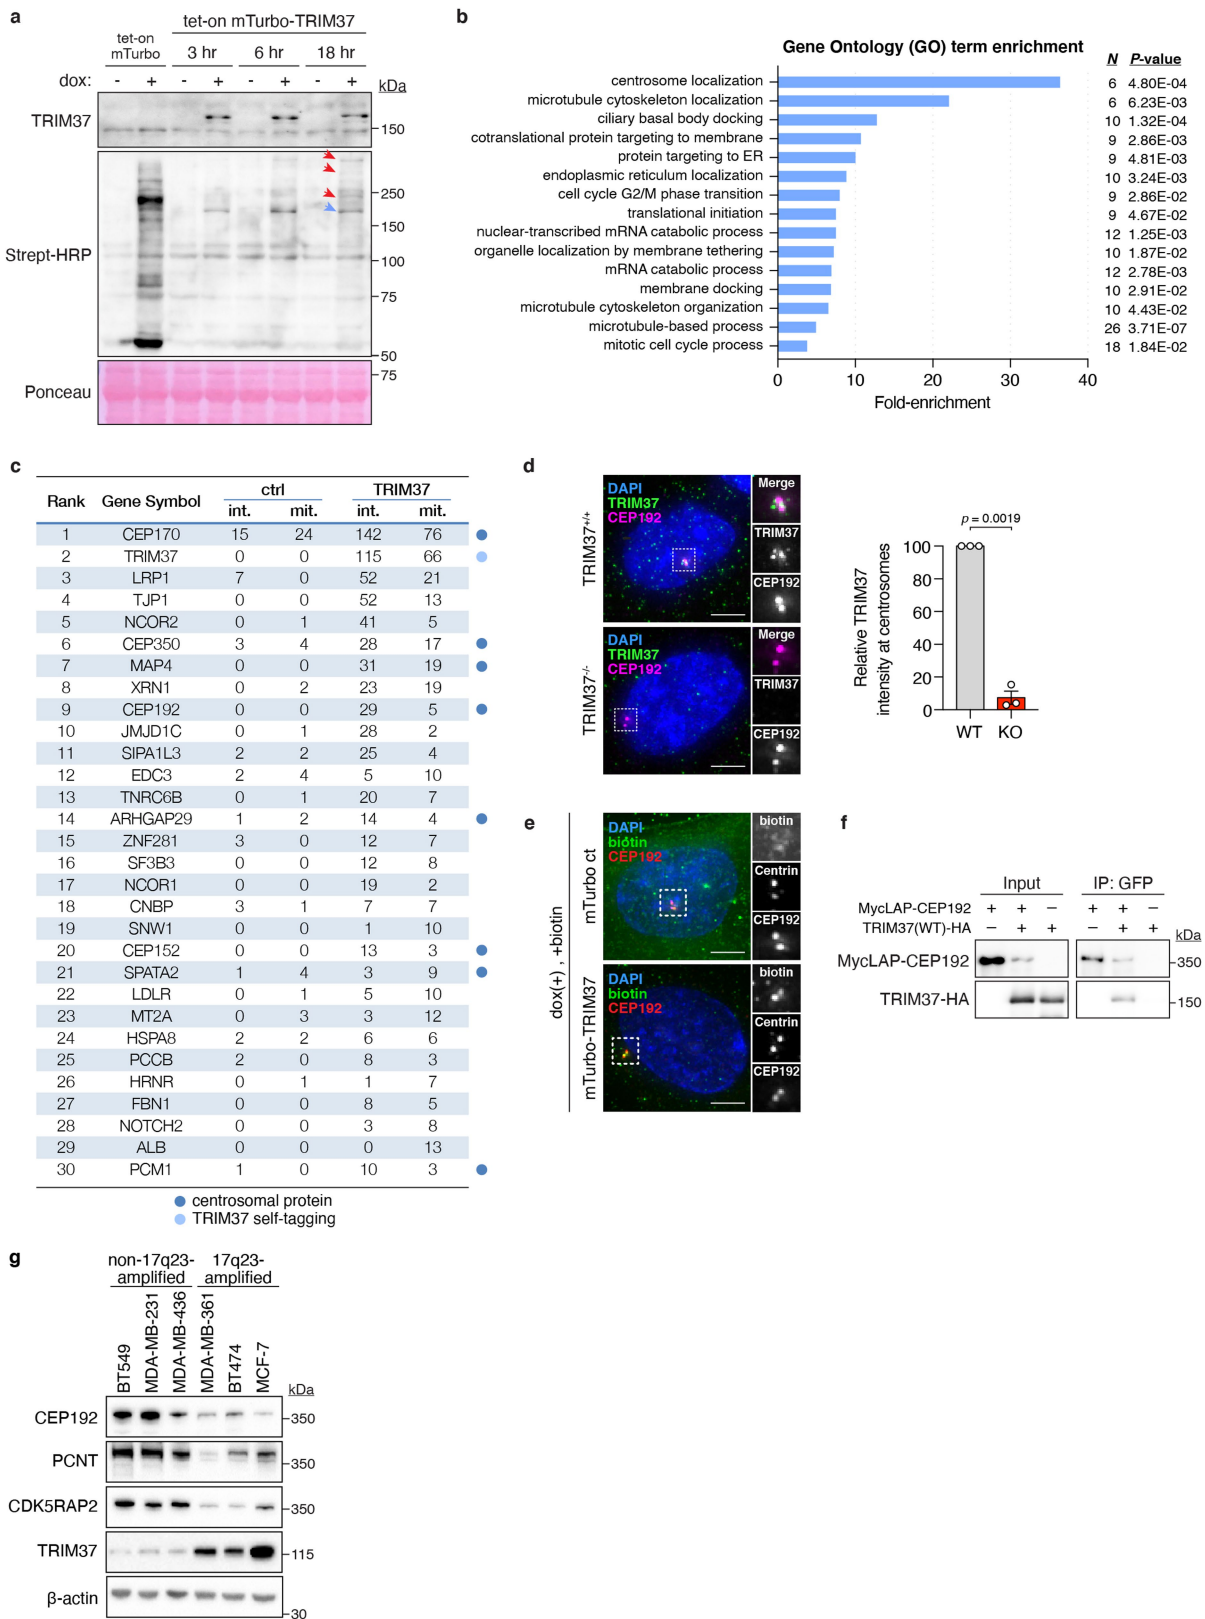 a
tet-on mTurbo-TRIM37
tet-on
mTurbo
3 hr 6 hr 18 hr
dox: - + - + - + - +
kDa
TRIM37
150
Strept-HRP
250
150
100
75
50
Ponceau
75
b
Gene Ontology (GO) term enrichment
N P-value
centrosome localization 6 4.80E-04
microtubule cytoskeleton localization 6 6.23E-03
ciliary basal body docking 10 1.32E-04
cotranslational protein targeting to membrane 9 2.86E-03
protein targeting to ER 9 4.81E-03
endoplasmic reticulum localization 10 3.24E-03
cell cycle G2/M phase transition 9 2.86E-02
translational initiation 9 4.67E-02
nuclear-transcribed mRNA catabolic process 12 1.25E-03
organelle localization by membrane tethering 10 1.87E-02
mRNA catabolic process 12 2.78E-03
membrane docking 10 2.91E-02
microtubule cytoskeleton organization 10 4.43E-02
microtubule-based process 26 3.71E-07
mitotic cell cycle process 18 1.84E-02
0 10 20 30 40
Fold-enrichment
c
ctrl TRIM37
Rank Gene Symbol int. mit. int. mit.
1 CEP170 15 24 142 76
2 TRIM37 0 0 115 66
3 LRP1 7 0 52 21
4 TJP1 0 0 52 13
5 NCOR2 0 1 41 5
6 CEP350 3 4 28 17
7 MAP4 0 0 31 19
8 XRN1 0 2 23 19
9 CEP192 0 0 29 5
10 JMJD1C 0 1 28 2
11 SIPA1L3 2 2 25 4
12 EDC3 2 4 5 10
13 TNRC6B 0 1 20 7
14 ARHGAP29 1 2 14 4
15 ZNF281 3 0 12 7
16 SF3B3 0 0 12 8
17 NCOR1 0 0 19 2
18 CNBP 3 1 7 7
19 SNW1 0 0 1 10
20 CEP152 0 0 13 3
21 SPATA2 1 4 3 9
22 LDLR 0 1 5 10
23 MT2A 0 3 3 12
24 HSPA8 2 2 6 6
25 PCCB 2 0 8 3
26 HRNR 0 1 1 7
27 FBN1 0 0 8 5
28 NOTCH2 0 0 3 8
29 ALB 0 0 0 13
30 PCM1 1 0 10 3
centrosomal protein
TRIM37 self-tagging
d
TRIM37+/+
DAPI
TRIM37
CEP192
Merge
TRIM37
CEP192
TRIM37-/-
DAPI
TRIM37
CEP192
Merge
TRIM37
CEP192
p = 0.0019
Relative TRIM37
intensity at centrosomes
100
80
60
40
20
0
WT KO
e
dox(+) , +biotin
mTurbo ct
DAPI
biotin
CEP192
biotin
Centrin
CEP192
mTurbo-TRIM37
DAPI
biotin
CEP192
biotin
Centrin
CEP192
f
Input IP: GFP
MycLAP-CEP192 + + − + + −
TRIM37(WT)-HA − + + − + +
kDa
MycLAP-CEP192 350
TRIM37-HA 150
g
non-17q23-
amplified
17q23-
amplified
BT549
MDA-MB-231
MDA-MB-436
MDA-MB-361
BT474
MCF-7
kDa
CEP192 350
PCNT 350
CDK5RAP2 350
TRIM37 115
β-actin
30